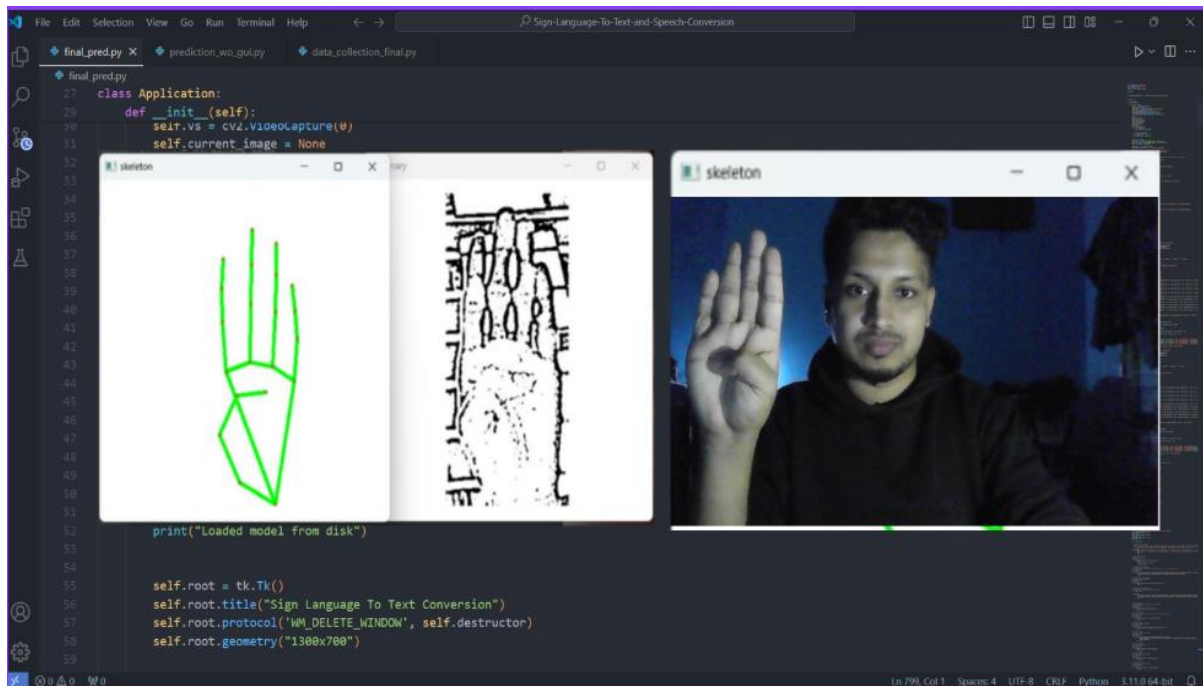 File Edit Selection View Go Run Terminal Help
Sign-Language-To-Text-and-Speech-Conversion
final_pred.py
prediction_wo_gui.py
data_collection_final.py
final_pred.py
27 class Application:
29 def __init__(self):
30 self.vs = cv2.VideoCapture(0)
31 self.current_image = None
32
33
34
35
36
37
38
39
40
41
42
43
44
45
46
47
48
49
50
51
skeleton
skeleton
52 print("Loaded model from disk")
53
54
55 self.root = tk.Tk()
56 self.root.title("Sign Language To Text Conversion")
57 self.root.protocol('WM_DELETE_WINDOW', self.destructor)
58 self.root.geometry("1300x700")
59
0 0 0 Ln 799, Col 1 Spaces: 4 UTF-8 CRLF Python 3.11.0 64-bit